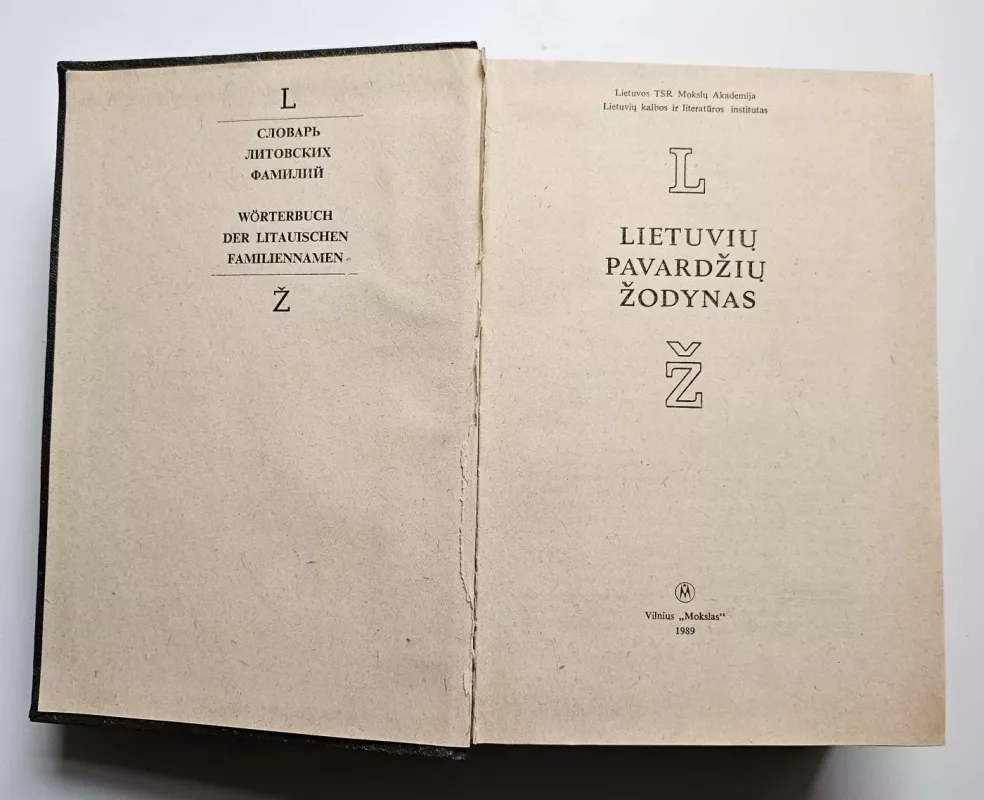 L
СЛОВАРЬ
ЛИТОВСКИХ
ФАМИЛИЙ
WÖRTERBUCH
DER LITAUISCHEN
FAMILIENNAMEN
Ž
Lietuvos TSR Mokslų Akademija
Lietuvių kalbos ir literatūros institutas
L
LIETUVIŲ
PAVARDŽIŲ
ŽODYNAS
Ž
M
Vilnius „Mokslas“
1989